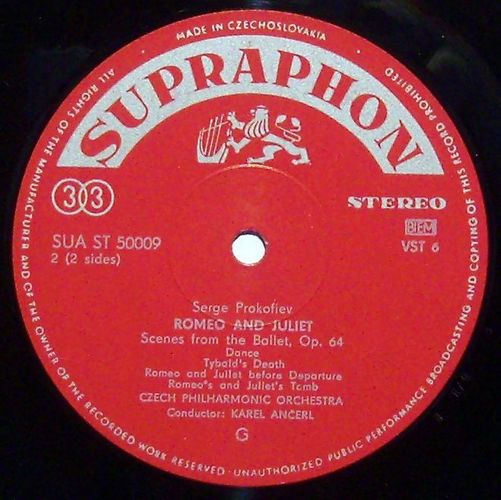 MADE IN CZECHOSLOVAKIA
ALL RIGHTS OF THE MANUFACTURER AND OF THE OWNER OF THE RECORDED WORK RESERVED · UNAUTHORIZED PUBLIC PERFORMANCE BROADCASTING AND COPYING OF THIS RECORD PROHIBITED
SUPRAPHON
33
STEREO
SUA ST 50009
BIEM
2 (2 sides)
VST 6
Serge Prokofiev
ROMEO AND JULIET
Scenes from the Ballet, Op. 64
Dance
Tybald's Death
Romeo and Juliet before Departure
Romeo's and Juliet's Tomb
CZECH PHILHARMONIC ORCHESTRA
Conductor: KAREL ANČERL
G